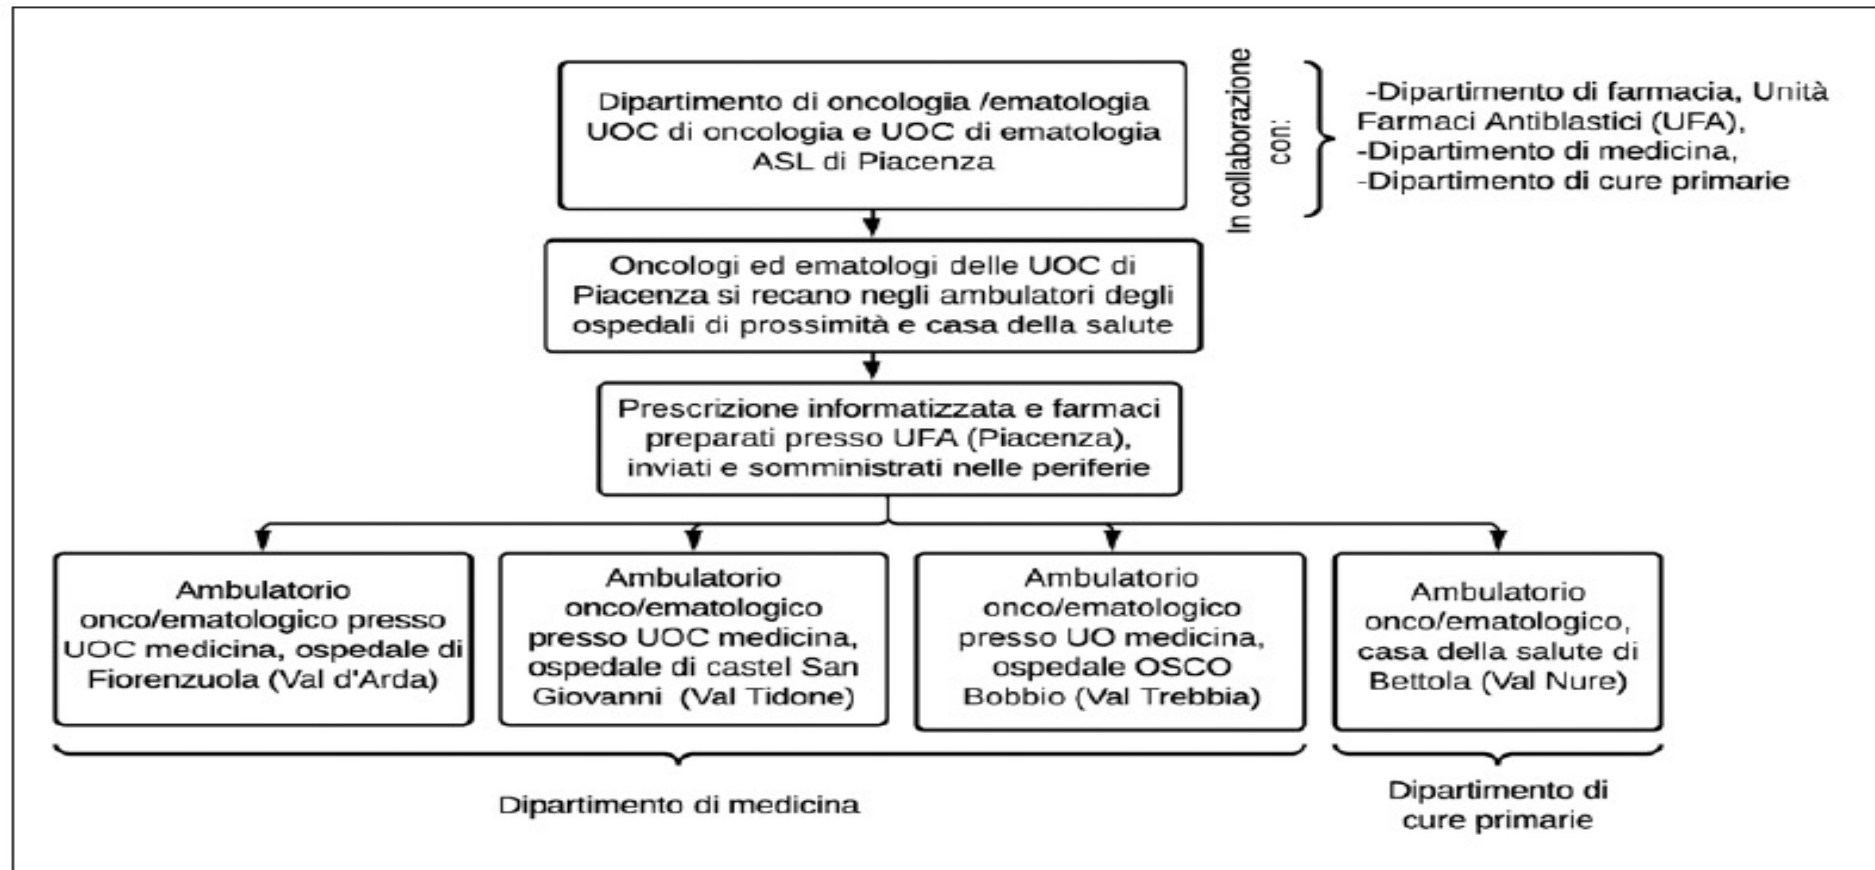 Dipartimento di oncologia /ematologia
UOC di oncologia e UOC di ematologia
ASL di Piacenza
In collaborazione
con:
-Dipartimento di farmacia, Unità
Farmaci Antiblastici (UFA),
-Dipartimento di medicina,
-Dipartimento di cure primarie
Oncologi ed ematologi delle UOC di
Piacenza si recano negli ambulatori degli
ospedali di prossimità e casa della salute
Prescrizione informatizzata e farmaci
preparati presso UFA (Piacenza),
inviati e somministrati nelle periferie
Ambulatorio
onco/ematologico presso
UOC medicina, ospedale di
Fiorenzuola (Val d'Arda)
Ambulatorio
onco/ematologico
presso UOC medicina,
ospedale di castel San
Giovanni (Val Tidone)
Ambulatorio
onco/ematologico
presso UO medicina,
ospedale OSCO
Bobbio (Val Trebbia)
Ambulatorio
onco/ematologico,
casa della salute di
Bettola (Val Nure)
Dipartimento di medicina
Dipartimento di
cure primarie